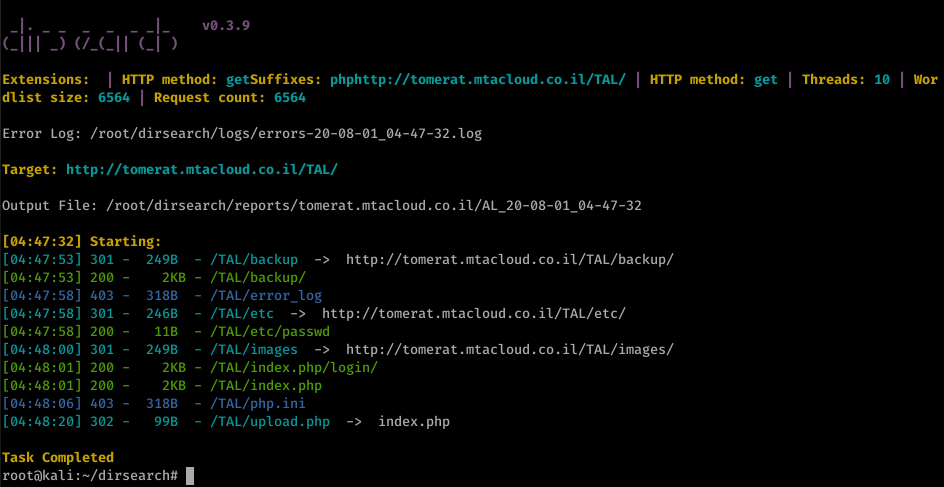 _|. _ _  _  _  _ _|_    v0.3.9
(_||| _) (/_(_|| (_| )
Extensions:  | HTTP method: getSuffixes: phphttp://tomerat.mtacloud.co.il/TAL/ | HTTP method: get | Threads: 10 | Wor
dlist size: 6564 | Request count: 6564
Error Log: /root/dirsearch/logs/errors-20-08-01_04-47-32.log
Target: http://tomerat.mtacloud.co.il/TAL/
Output File: /root/dirsearch/reports/tomerat.mtacloud.co.il/AL_20-08-01_04-47-32
[04:47:32] Starting:
[04:47:53] 301 -  249B  - /TAL/backup  ->  http://tomerat.mtacloud.co.il/TAL/backup/
[04:47:53] 200 -    2KB - /TAL/backup/
[04:47:58] 403 -  318B  - /TAL/error_log
[04:47:58] 301 -  246B  - /TAL/etc  ->  http://tomerat.mtacloud.co.il/TAL/etc/
[04:47:58] 200 -   11B  - /TAL/etc/passwd
[04:48:00] 301 -  249B  - /TAL/images  ->  http://tomerat.mtacloud.co.il/TAL/images/
[04:48:01] 200 -    2KB - /TAL/index.php/login/
[04:48:01] 200 -    2KB - /TAL/index.php
[04:48:06] 403 -  318B  - /TAL/php.ini
[04:48:20] 302 -   99B  - /TAL/upload.php  ->  index.php
Task Completed
root@kali:~/dirsearch#